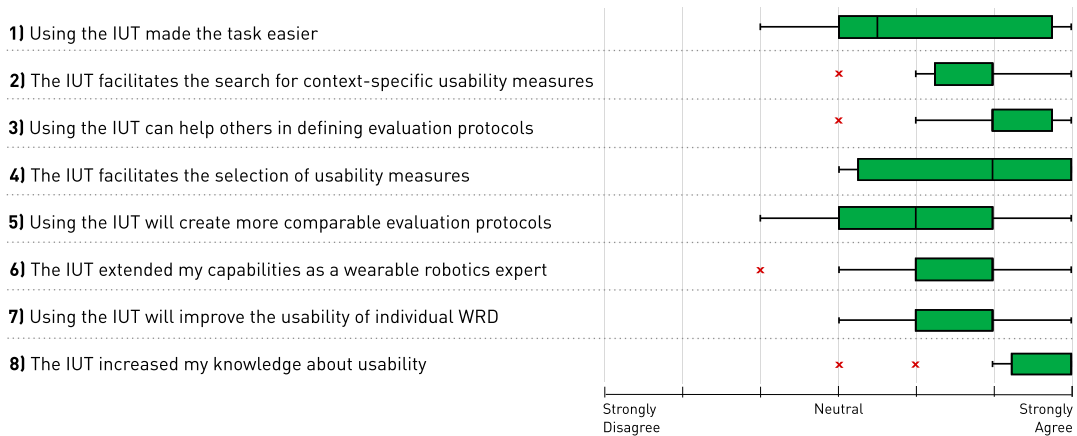 1) Using the IUT made the task easier
2) The IUT facilitates the search for context-specific usability measures
3) Using the IUT can help others in defining evaluation protocols
4) The IUT facilitates the selection of usability measures
5) Using the IUT will create more comparable evaluation protocols
6) The IUT extended my capabilities as a wearable robotics expert
7) Using the IUT will improve the usability of individual WRD
8) The IUT increased my knowledge about usability
Strongly
Disagree
Neutral
Strongly
Agree